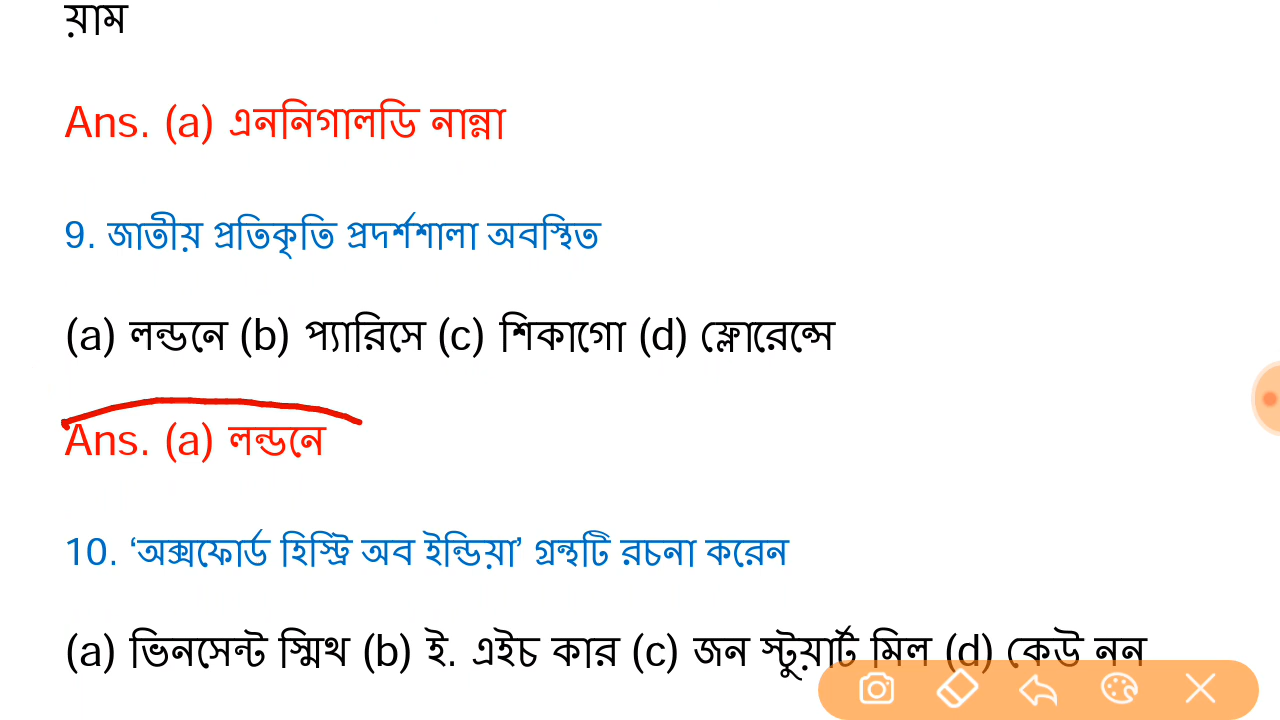 য়াম
Ans. (a) এননিগালডি নান্না
9. জাতীয় প্রতিকৃতি প্রদর্শশালা অবস্থিত
(a) লন্ডনে (b) প্যারিসে (c) শিকাগো (d) ফ্লোরেন্সে
Ans. (a) লন্ডনে
10. ‘অক্সফোর্ড হিস্ট্রি অব ইন্ডিয়া’ গ্রন্থটি রচনা করেন
(a) ভিনসেন্ট স্মিথ (b) ই. এইচ কার (c) জন স্টুয়ার্ট মিল (d) কেউ নন